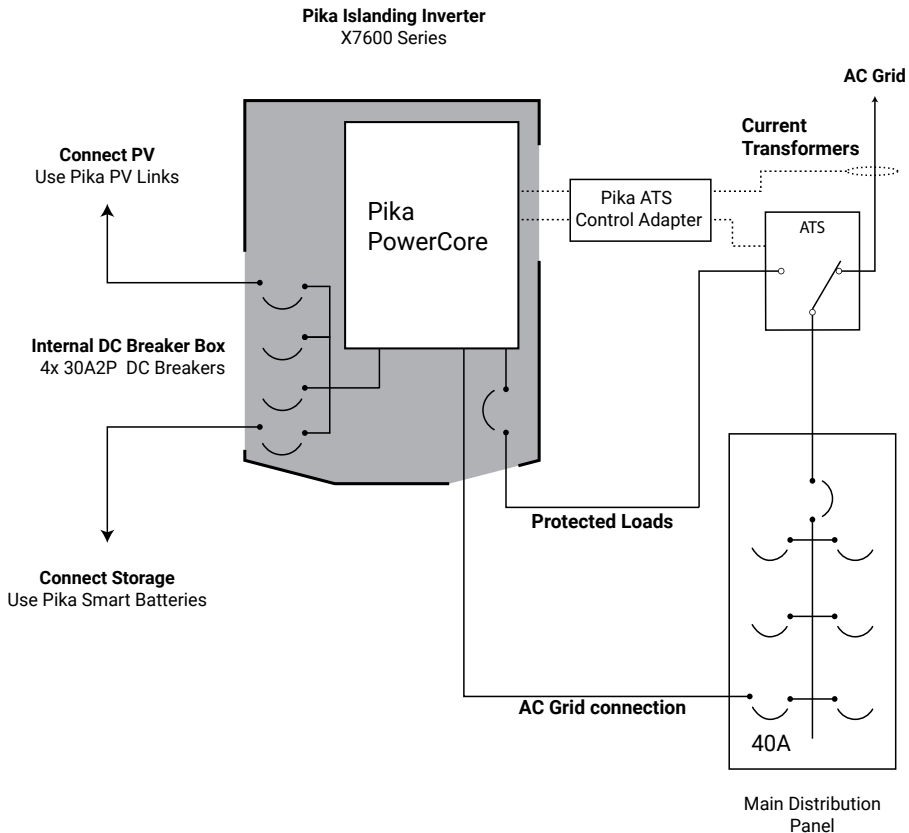 Pika Islanding Inverter
X7600 Series
AC Grid
Current
Transformers
Connect PV
Use Pika PV Links
Pika
PowerCore
Pika ATS
Control Adapter
ATS
Internal DC Breaker Box
4x 30A2P DC Breakers
Protected Loads
Connect Storage
Use Pika Smart Batteries
AC Grid connection
40A
Main Distribution
Panel